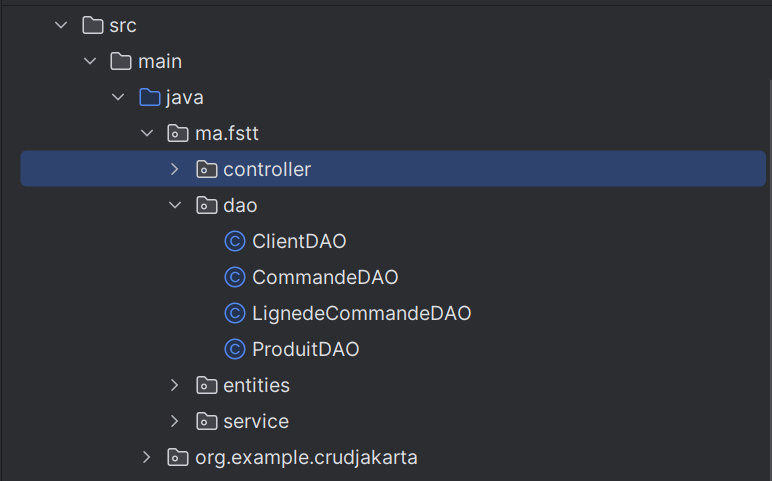 src
main
java
ma.fstt
controller
dao
ClientDAO
CommandeDAO
LignedeCommandeDAO
ProduitDAO
entities
service
org.example.crudjakarta